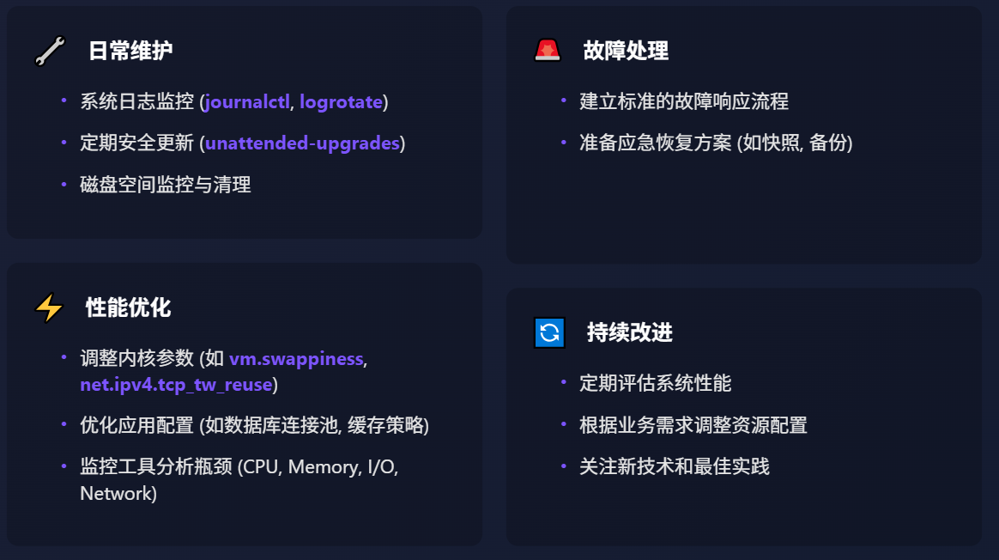 日常维护
系统日志监控 (journalctl, logrotate)
定期安全更新 (unattended-upgrades)
磁盘空间监控与清理
故障处理
建立标准的故障响应流程
准备应急恢复方案 (如快照, 备份)
性能优化
调整内核参数 (如 vm.swappiness,
net.ipv4.tcp_tw_reuse)
优化应用配置 (如数据库连接池, 缓存策略)
监控工具分析瓶颈 (CPU, Memory, I/O,
Network)
持续改进
定期评估系统性能
根据业务需求调整资源配置
关注新技术和最佳实践